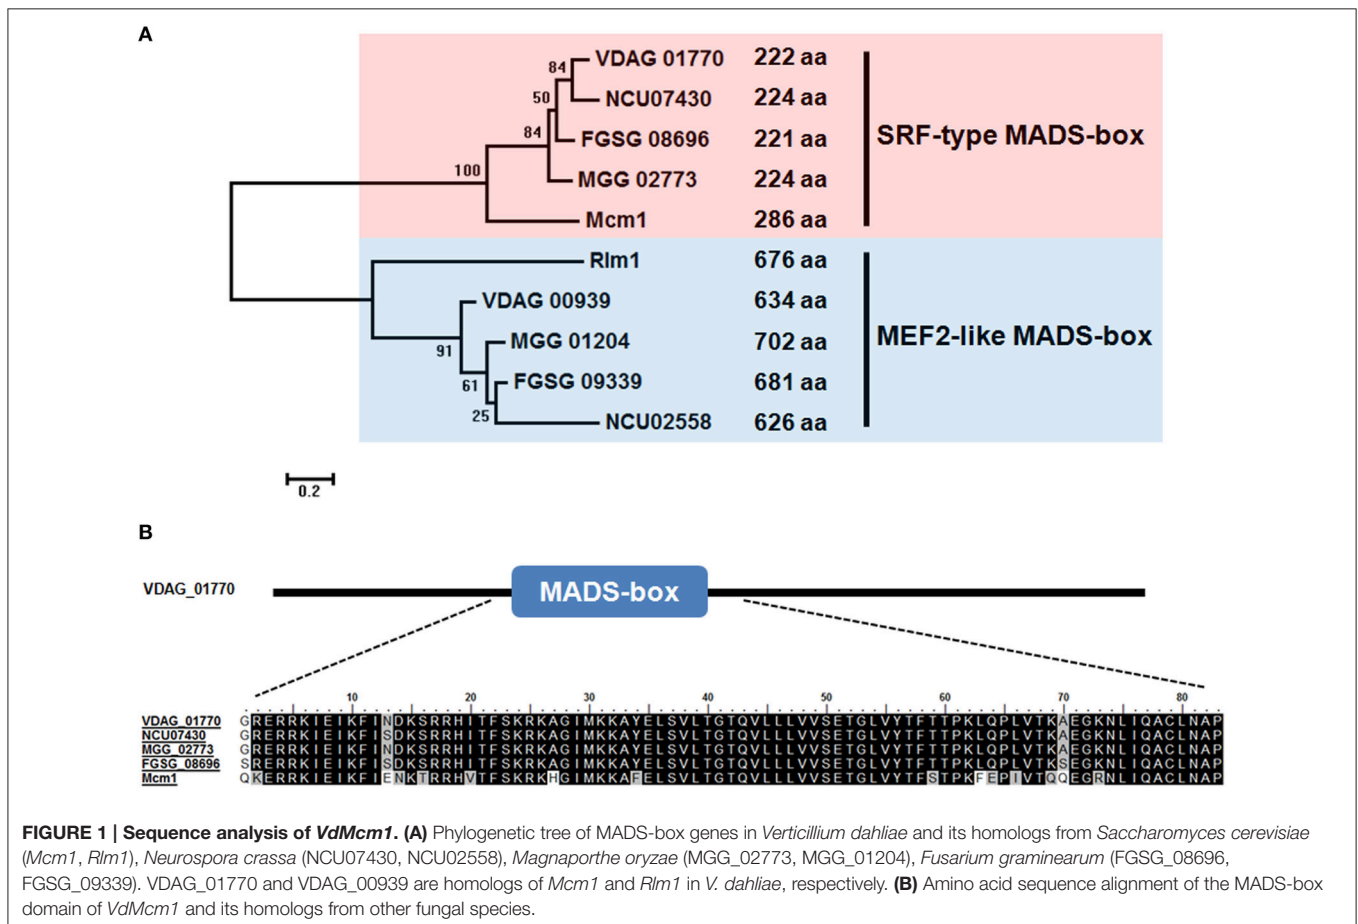 A
84
VDAG 01770 222 aa
50
NCU07430 224 aa
84
FGSG 08696 221 aa
SRF-type MADS-box
100
MGG 02773 224 aa
Mcm1 286 aa
Rlm1 676 aa
VDAG 00939 634 aa
91
MGG 01204 702 aa
MEF2-like MADS-box
61
FGSG 09339 681 aa
25
NCU02558 626 aa
0.2
B
VDAG_01770
MADS-box
10 20 30 40 50 60 70 80
VDAG_01770 GRERRKIEIKFINDKSRRHITFSKRKAGIMKKAYELSVLTGTQVLLLVVSETGLVYTFTTPKLQPLVTKAEGKNLIQACLNAP
NCU07430 GRERRKIEIKFISDKSRRHITFSKRKAGIMKKAYELSVLTGTQVLLLVVSETGLVYTFTTPKLQPLVTKAEGKNLIQACLNAP
MGG_02773 GRERRKIEIKFINDKSRRHITFSKRKAGIMKKAYELSVLTGTQVLLLVVSETGLVYTFTTPKLQPLVTKAEGKNLIQACLNAP
FGSG_08696 SRERRKIEIKFISDKSRRHITFSKRKAGIMKKAYELSVLTGTQVLLLVVSETGLVYTFTTPKLQPLVTKSEGKNLIQACLNAP
Mcm1 QKERRKIEIKFIENKTRRHVTFSKRKHGIMKKAFELSVLTGTQVLLLVVSETGLVYTFSTPKFEPIVTQQEGRNLIQACLNAP
FIGURE 1 | Sequence analysis of VdMcm1. (A) Phylogenetic tree of MADS-box genes in Verticillium dahliae and its homologs from Saccharomyces cerevisiae
(Mcm1, Rlm1), Neurospora crassa (NCU07430, NCU02558), Magnaporthe oryzae (MGG_02773, MGG_01204), Fusarium graminearum (FGSG_08696,
FGSG_09339). VDAG_01770 and VDAG_00939 are homologs of Mcm1 and Rlm1 in V. dahliae, respectively. (B) Amino acid sequence alignment of the MADS-box
domain of VdMcm1 and its homologs from other fungal species.